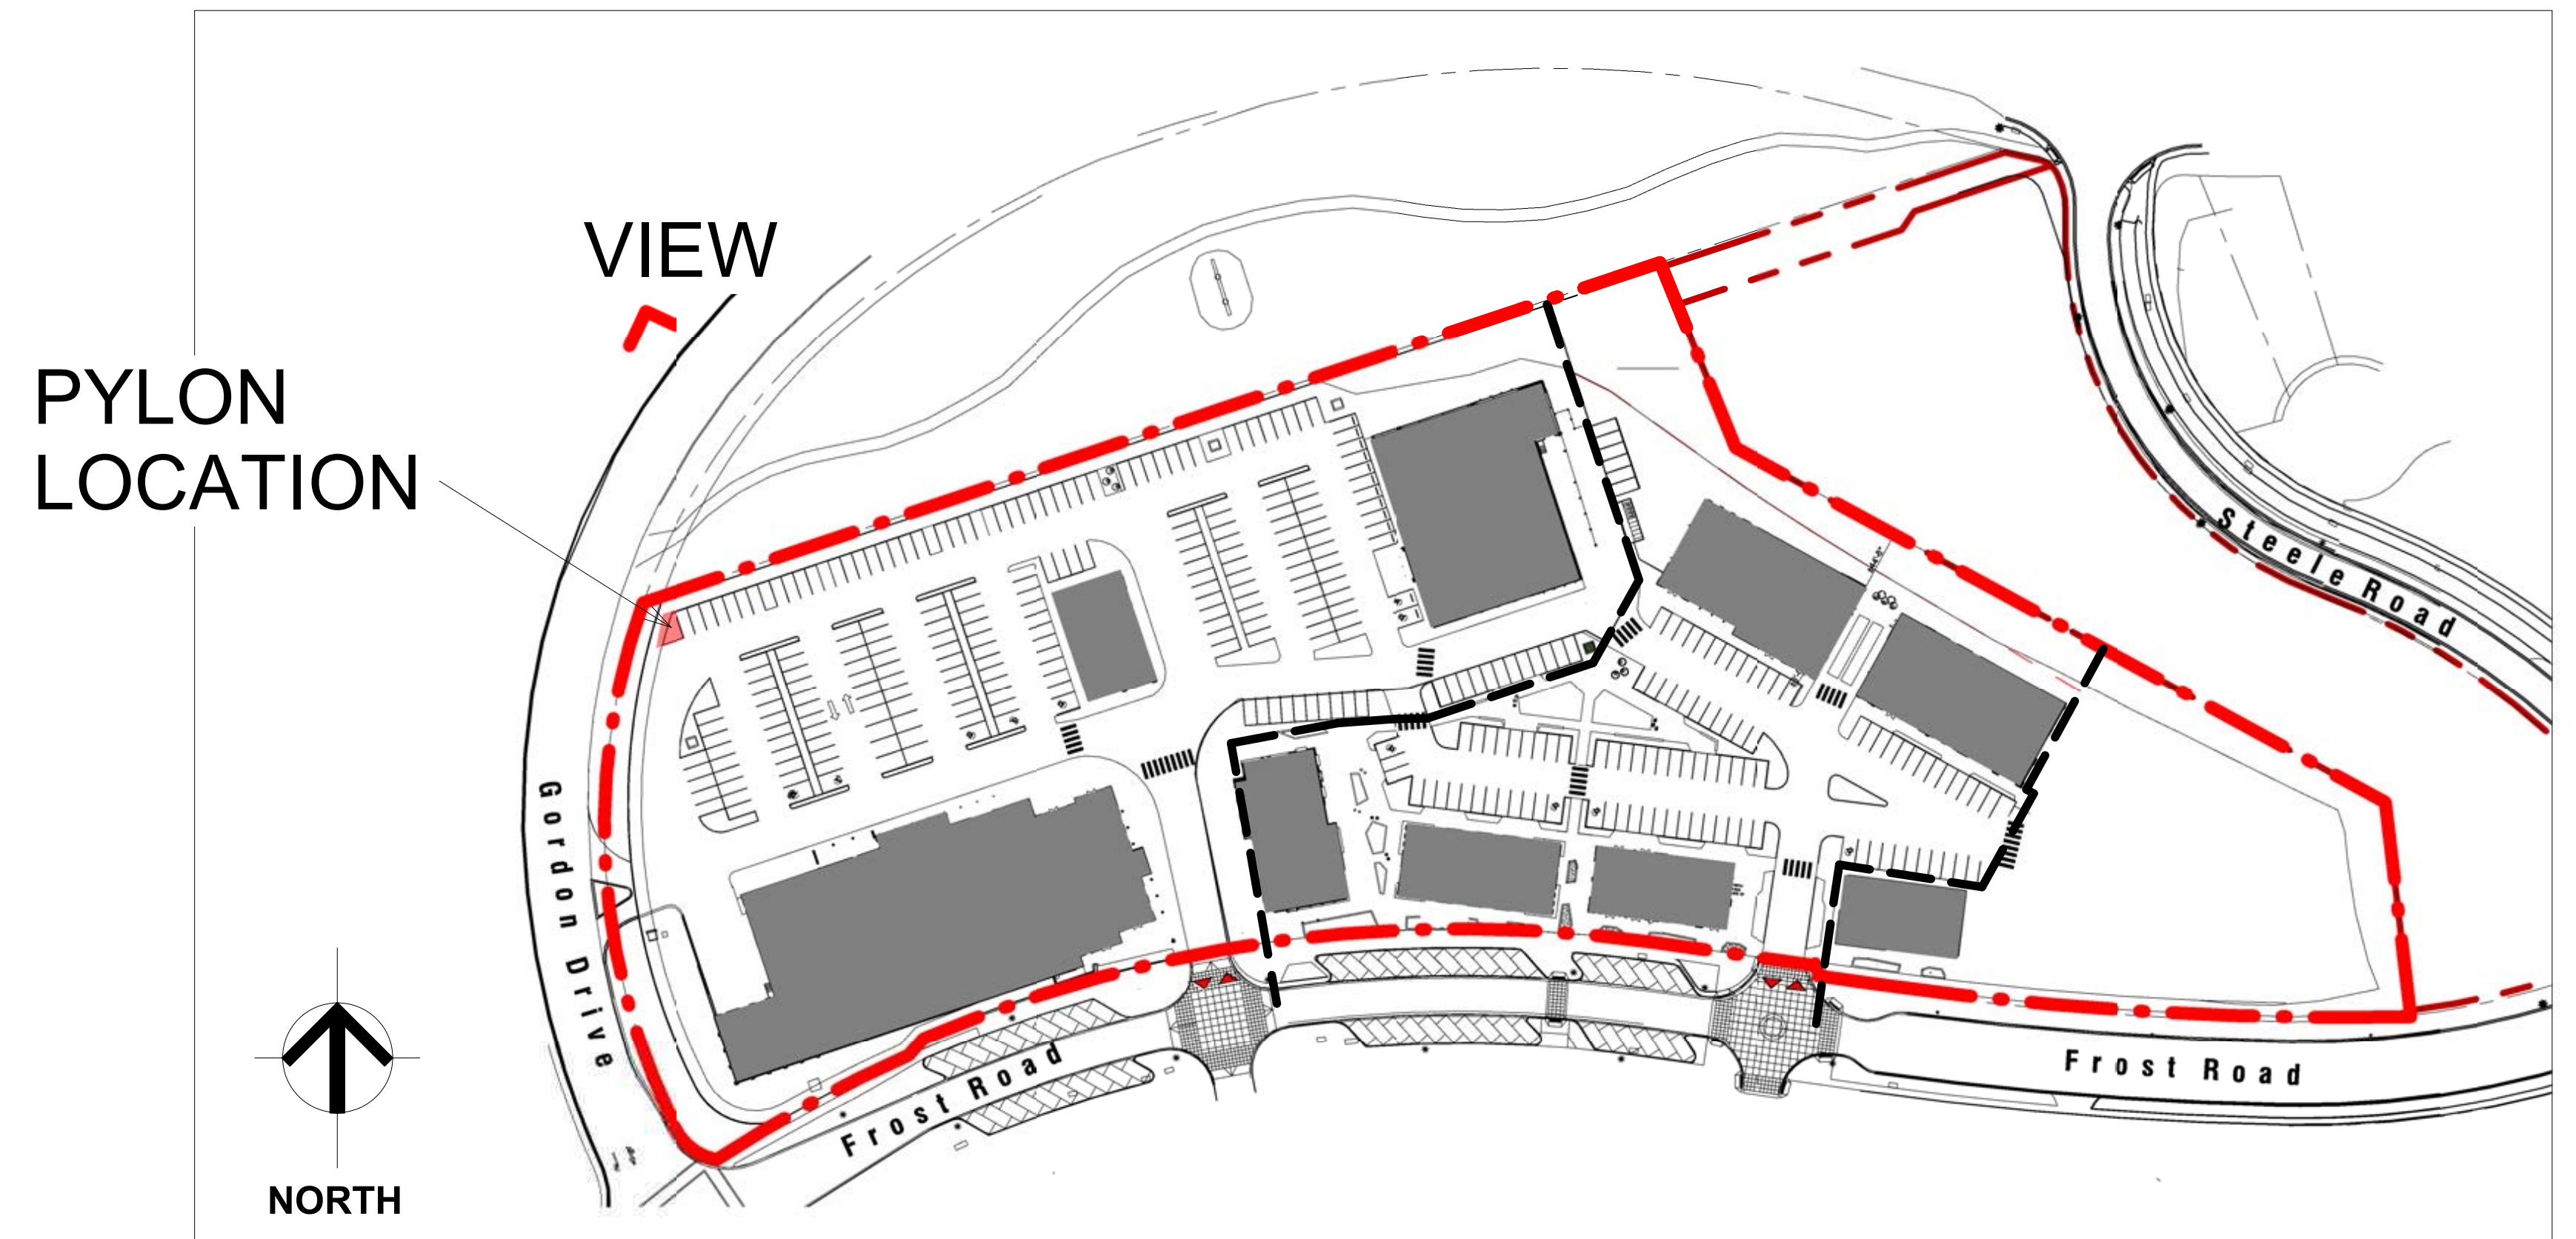 VIEW
PYLON
LOCATION
Steele Road
Gordon Drive
Frost Road
Frost Road
NORTH